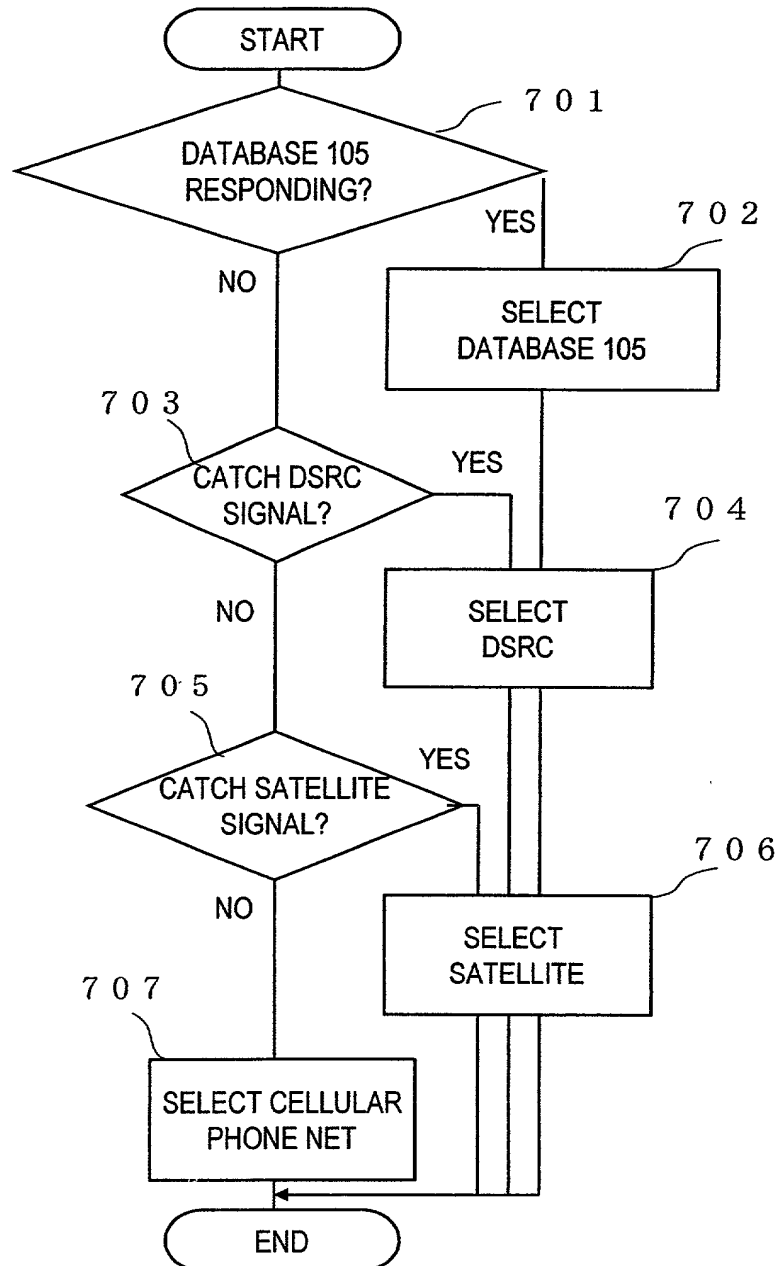 START
701
DATABASE 105
RESPONDING?
YES
702
NO
SELECT
DATABASE 105
703
CATCH DSRC
SIGNAL?
YES
704
NO
SELECT
DSRC
705
CATCH SATELLITE
SIGNAL?
YES
706
NO
SELECT
SATELLITE
707
SELECT CELLULAR
PHONE NET
END